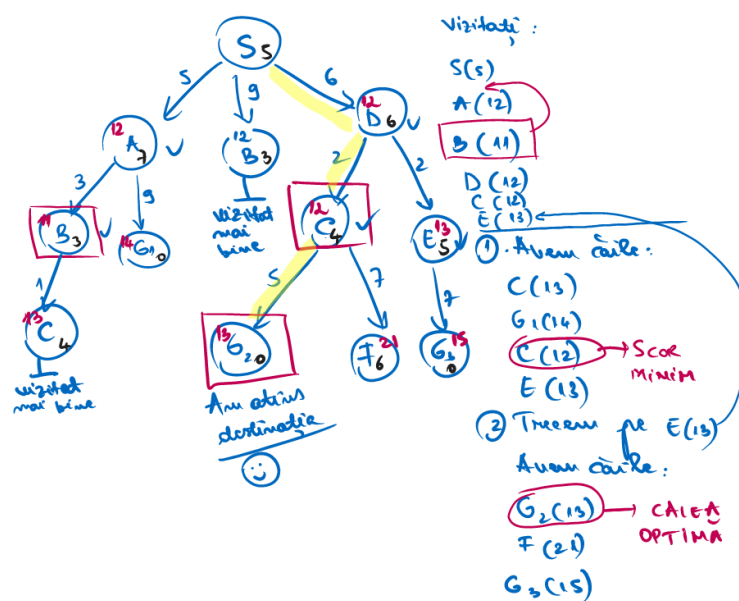 S 5
5
9
6
12
A
7
12
B 3
12
D 6
3
9
vizitat
mai
bine
2
2
11
B 3
14
G1 0
12
C
4
13
E
5
1
5
7
7
13
C
4
13
G2 0
21
F
6
15
G3
0
vizitat
mai bine
Am atins
destinația
Vizitați :
S(5)
A(12)
B(11)
D(12)
C(12)
E(13)
1 . Avem căile:
C(13)
G1(14)
C(12) → SCOR
MINIM
E(13)
2 Trecem pe E(13)
Avem căile:
G2(13) → CALEA
OPTIMĂ
F(21)
G3(15)